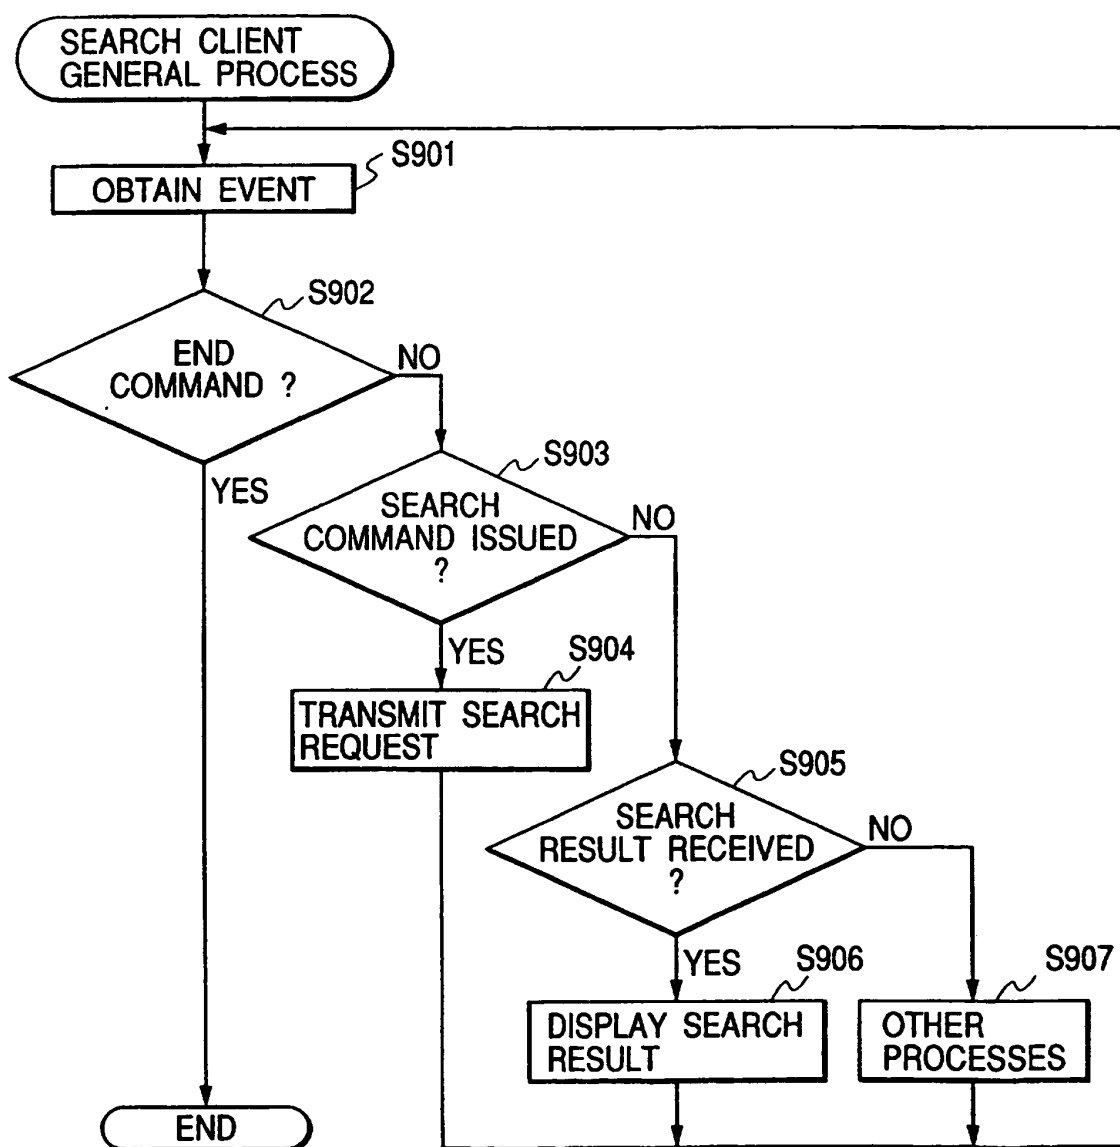 SEARCH CLIENT
GENERAL PROCESS
S901
OBTAIN EVENT
S902
END
COMMAND ?
NO
YES
S903
SEARCH
COMMAND ISSUED
?
NO
YES
S904
TRANSMIT SEARCH
REQUEST
S905
SEARCH
RESULT RECEIVED
?
NO
YES
S906
DISPLAY SEARCH
RESULT
S907
OTHER
PROCESSES
END